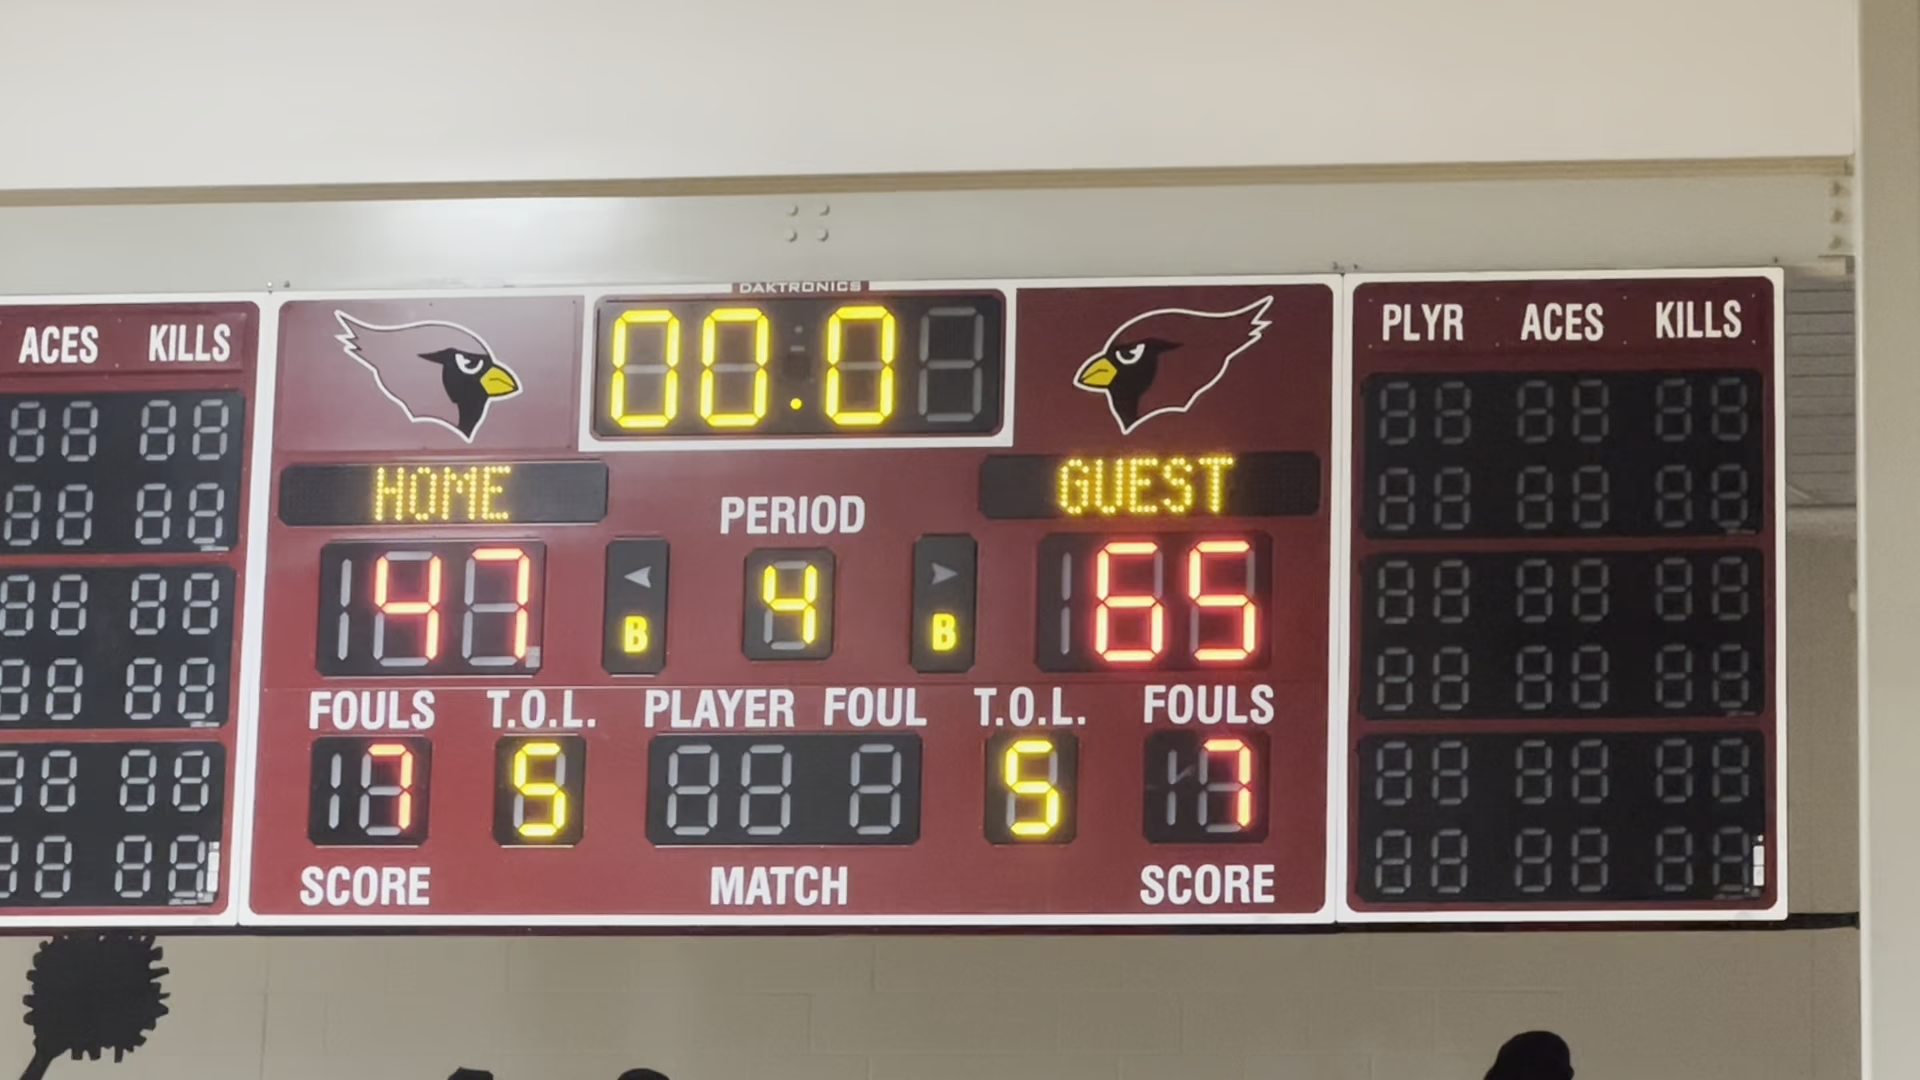 DAKTRONICS
ACES KILLS
00.0
PLYR ACES KILLS
HOME
GUEST
PERIOD
47
B
4
B
65
FOULS T.O.L. PLAYER FOUL T.O.L. FOULS
7 5 5 7
SCORE MATCH SCORE